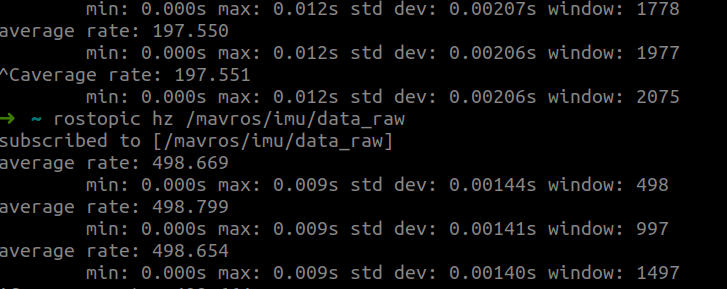 min: 0.000s max: 0.012s std dev: 0.00207s window: 1778
average rate: 197.550
min: 0.000s max: 0.012s std dev: 0.00206s window: 1977
^Caverage rate: 197.551
min: 0.000s max: 0.012s std dev: 0.00206s window: 2075
➜ ~ rostopic hz /mavros/imu/data_raw
subscribed to [/mavros/imu/data_raw]
average rate: 498.669
min: 0.000s max: 0.009s std dev: 0.00144s window: 498
average rate: 498.799
min: 0.000s max: 0.009s std dev: 0.00141s window: 997
average rate: 498.654
min: 0.000s max: 0.009s std dev: 0.00140s window: 1497